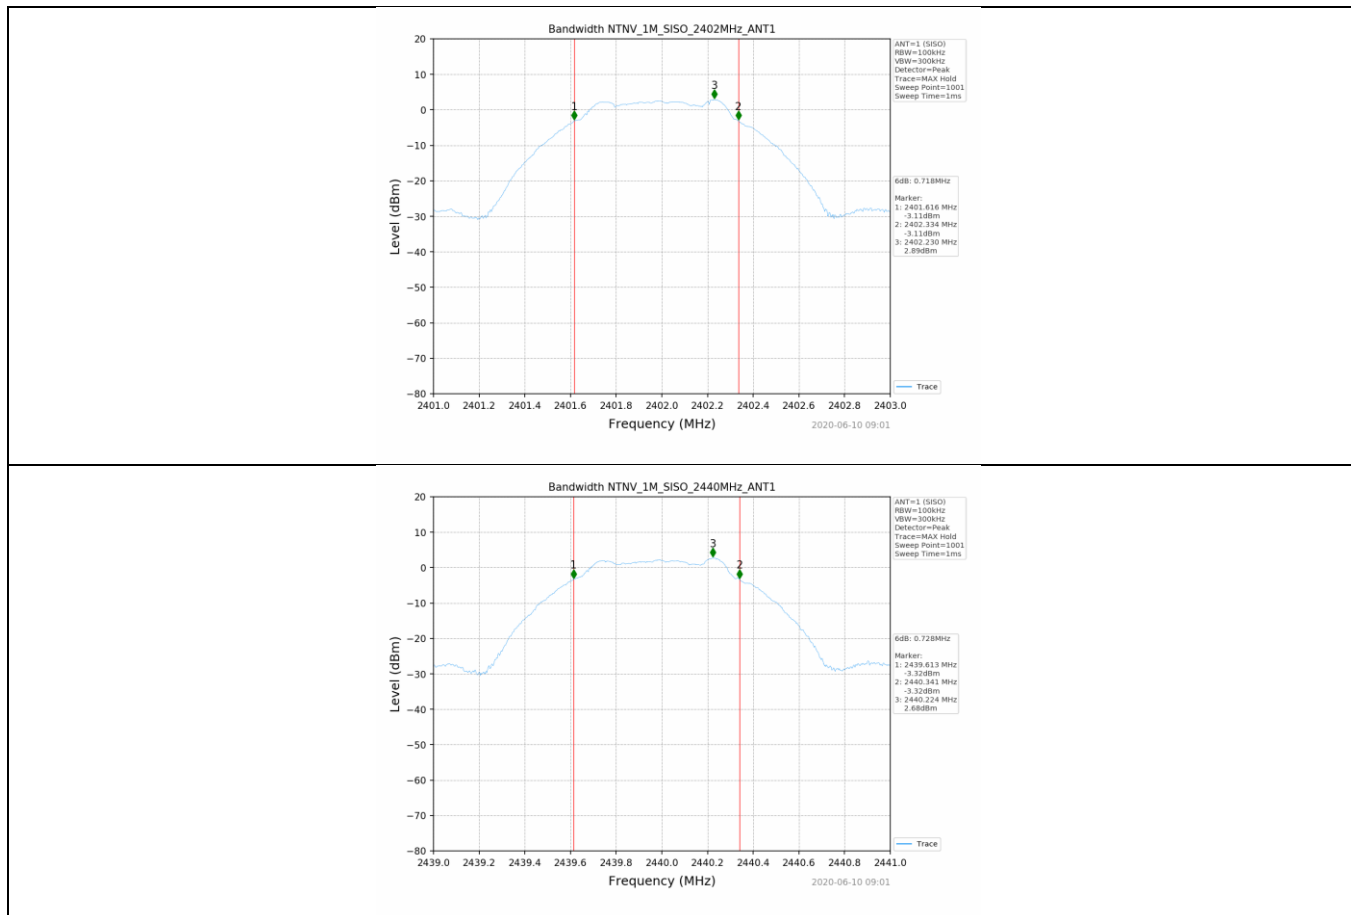 Bandwidth NTNV_1M_SISO_2402MHz_ANT1
20
10
0
−10
−20
−30
−40
−50
−60
−70
−80
Level (dBm)
1
3
2
2401.0 2401.2 2401.4 2401.6 2401.8 2402.0 2402.2 2402.4 2402.6 2402.8 2403.0
Frequency (MHz)
ANT=1 (SISO)
RBW=100kHz
VBW=300kHz
Detector=Peak
Trace=MAX Hold
Sweep Point=1001
Sweep Time=1ms
6dB: 0.718MHz
Marker:
1: 2401.616 MHz
-3.11dBm
2: 2402.334 MHz
-3.11dBm
3: 2402.230 MHz
2.89dBm
Trace
2020-06-10 09:01
Bandwidth NTNV_1M_SISO_2440MHz_ANT1
20
10
0
−10
−20
−30
−40
−50
−60
−70
−80
Level (dBm)
1
3
2
2439.0 2439.2 2439.4 2439.6 2439.8 2440.0 2440.2 2440.4 2440.6 2440.8 2441.0
Frequency (MHz)
ANT=1 (SISO)
RBW=100kHz
VBW=300kHz
Detector=Peak
Trace=MAX Hold
Sweep Point=1001
Sweep Time=1ms
6dB: 0.728MHz
Marker:
1: 2439.613 MHz
-3.32dBm
2: 2440.341 MHz
-3.32dBm
3: 2440.224 MHz
2.68dBm
Trace
2020-06-10 09:01